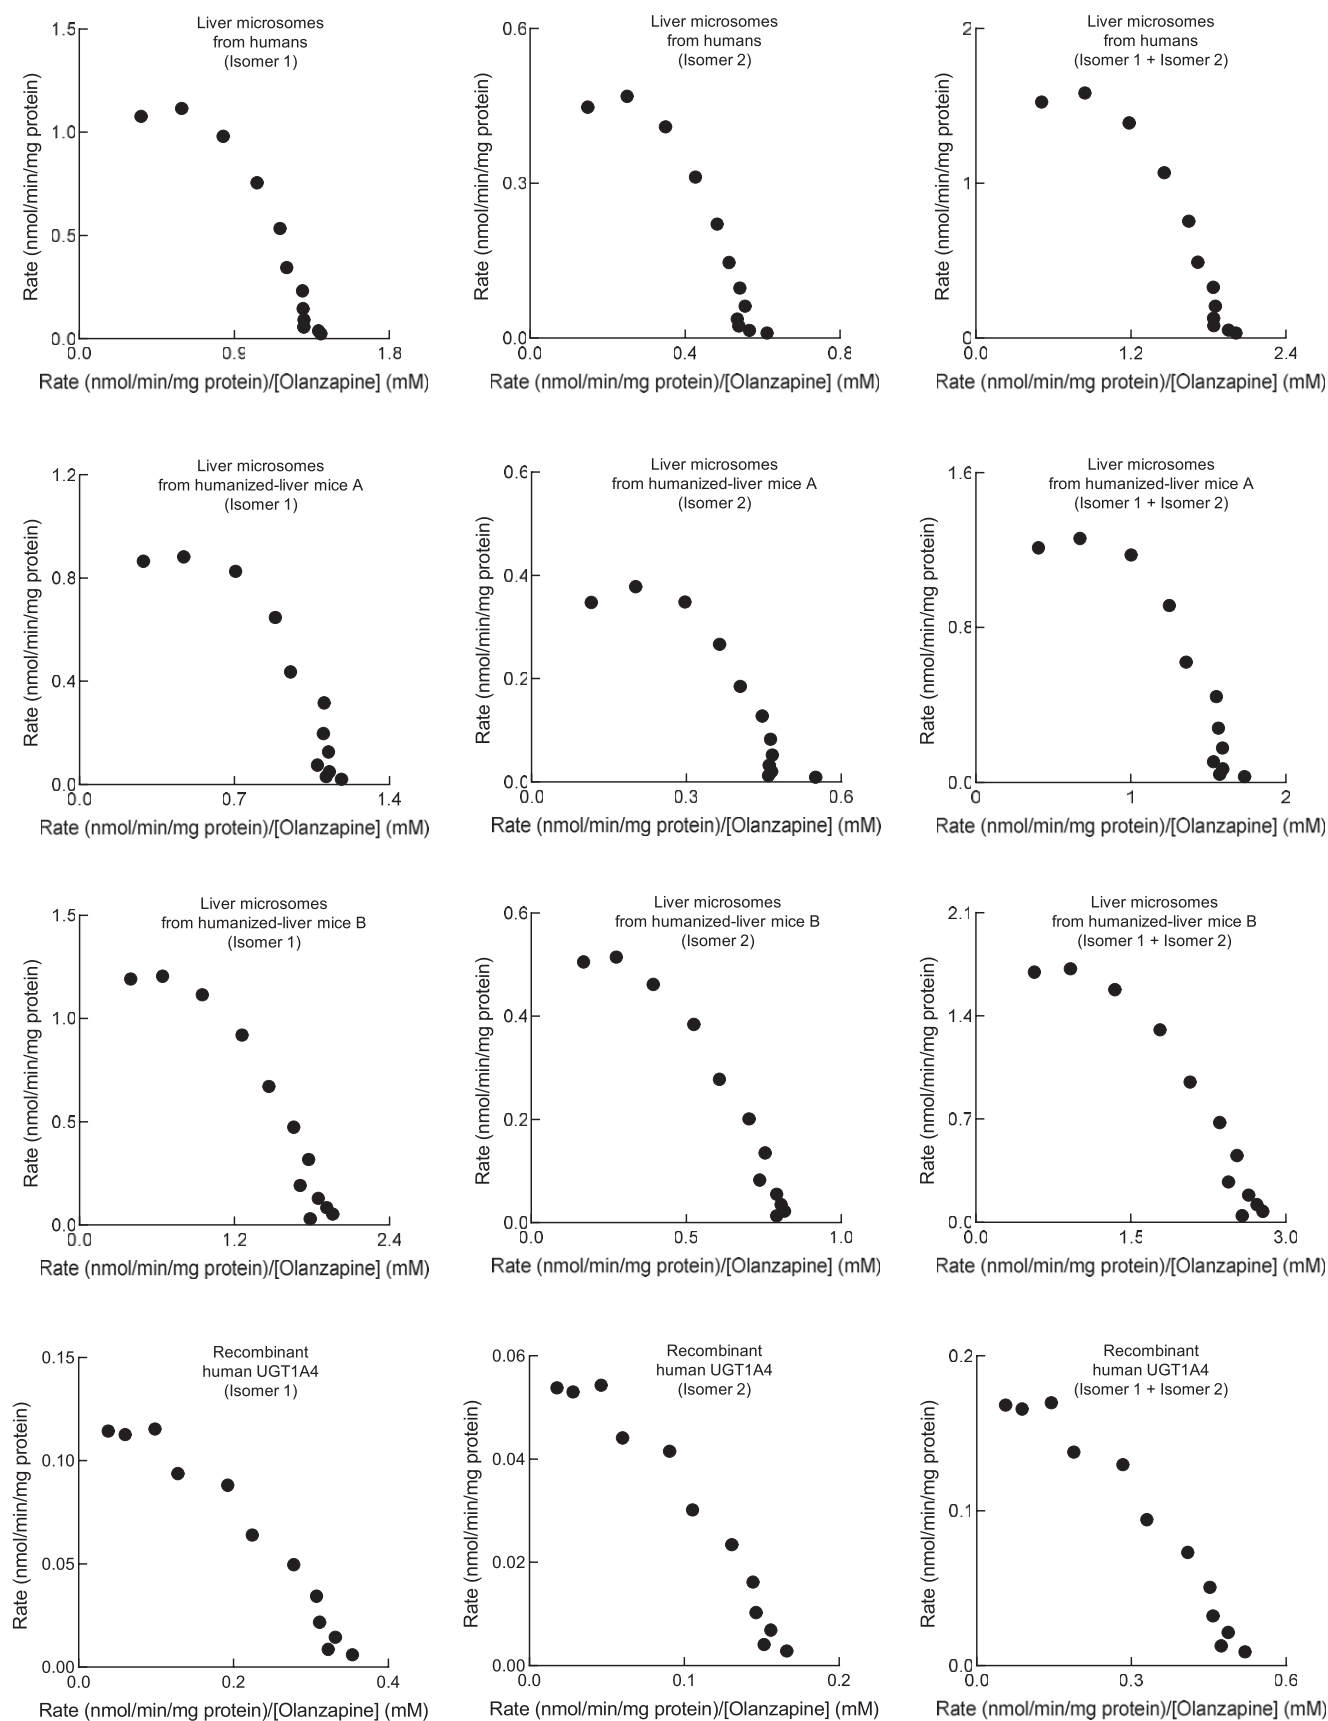 Liver microsomes
from humans
(Isomer 1)
1.5
1.0
0.5
0.0
0.0
0.9
1.8
Rate (nmol/min/mg protein)
Rate (nmol/min/mg protein)/[Olanzapine] (mM)
Liver microsomes
from humans
(Isomer 2)
0.6
0.3
0.0
0.0
0.4
0.8
Rate (nmol/min/mg protein)
Rate (nmol/min/mg protein)/[Olanzapine] (mM)
Liver microsomes
from humans
(Isomer 1 + Isomer 2)
2
1
0
0.0
1.2
2.4
Rate (nmol/min/mg protein)
Rate (nmol/min/mg protein)/[Olanzapine] (mM)
Liver microsomes
from humanized-liver mice A
(Isomer 1)
1.2
0.8
0.4
0.0
0.0
0.7
1.4
Rate (nmol/min/mg protein)
Rate (nmol/min/mg protein)/[Olanzapine] (mM)
Liver microsomes
from humanized-liver mice A
(Isomer 2)
0.6
0.4
0.2
0.0
0.0
0.3
0.6
Rate (nmol/min/mg protein)
Rate (nmol/min/mg protein)/[Olanzapine] (mM)
Liver microsomes
from humanized-liver mice A
(Isomer 1 + Isomer 2)
1.6
0.8
0.0
0
1
2
Rate (nmol/min/mg protein)
Rate (nmol/min/mg protein)/[Olanzapine] (mM)
Liver microsomes
from humanized-liver mice B
(Isomer 1)
1.5
1.0
0.5
0.0
0.0
1.2
2.4
Rate (nmol/min/mg protein)
Rate (nmol/min/mg protein)/[Olanzapine] (mM)
Liver microsomes
from humanized-liver mice B
(Isomer 2)
0.6
0.4
0.2
0.0
0.0
0.5
1.0
Rate (nmol/min/mg protein)
Rate (nmol/min/mg protein)/[Olanzapine] (mM)
Liver microsomes
from humanized-liver mice B
(Isomer 1 + Isomer 2)
2.1
1.4
0.7
0.0
0.0
1.5
3.0
Rate (nmol/min/mg protein)
Rate (nmol/min/mg protein)/[Olanzapine] (mM)
Recombinant
human UGT1A4
(Isomer 1)
0.15
0.10
0.05
0.00
0.0
0.2
0.4
Rate (nmol/min/mg protein)
Rate (nmol/min/mg protein)/[Olanzapine] (mM)
Recombinant
human UGT1A4
(Isomer 2)
0.06
0.04
0.02
0.00
0.0
0.1
0.2
Rate (nmol/min/mg protein)
Rate (nmol/min/mg protein)/[Olanzapine] (mM)
Recombinant
human UGT1A4
(Isomer 1 + Isomer 2)
0.2
0.1
0.0
0.0
0.3
0.6
Rate (nmol/min/mg protein)
Rate (nmol/min/mg protein)/[Olanzapine] (mM)